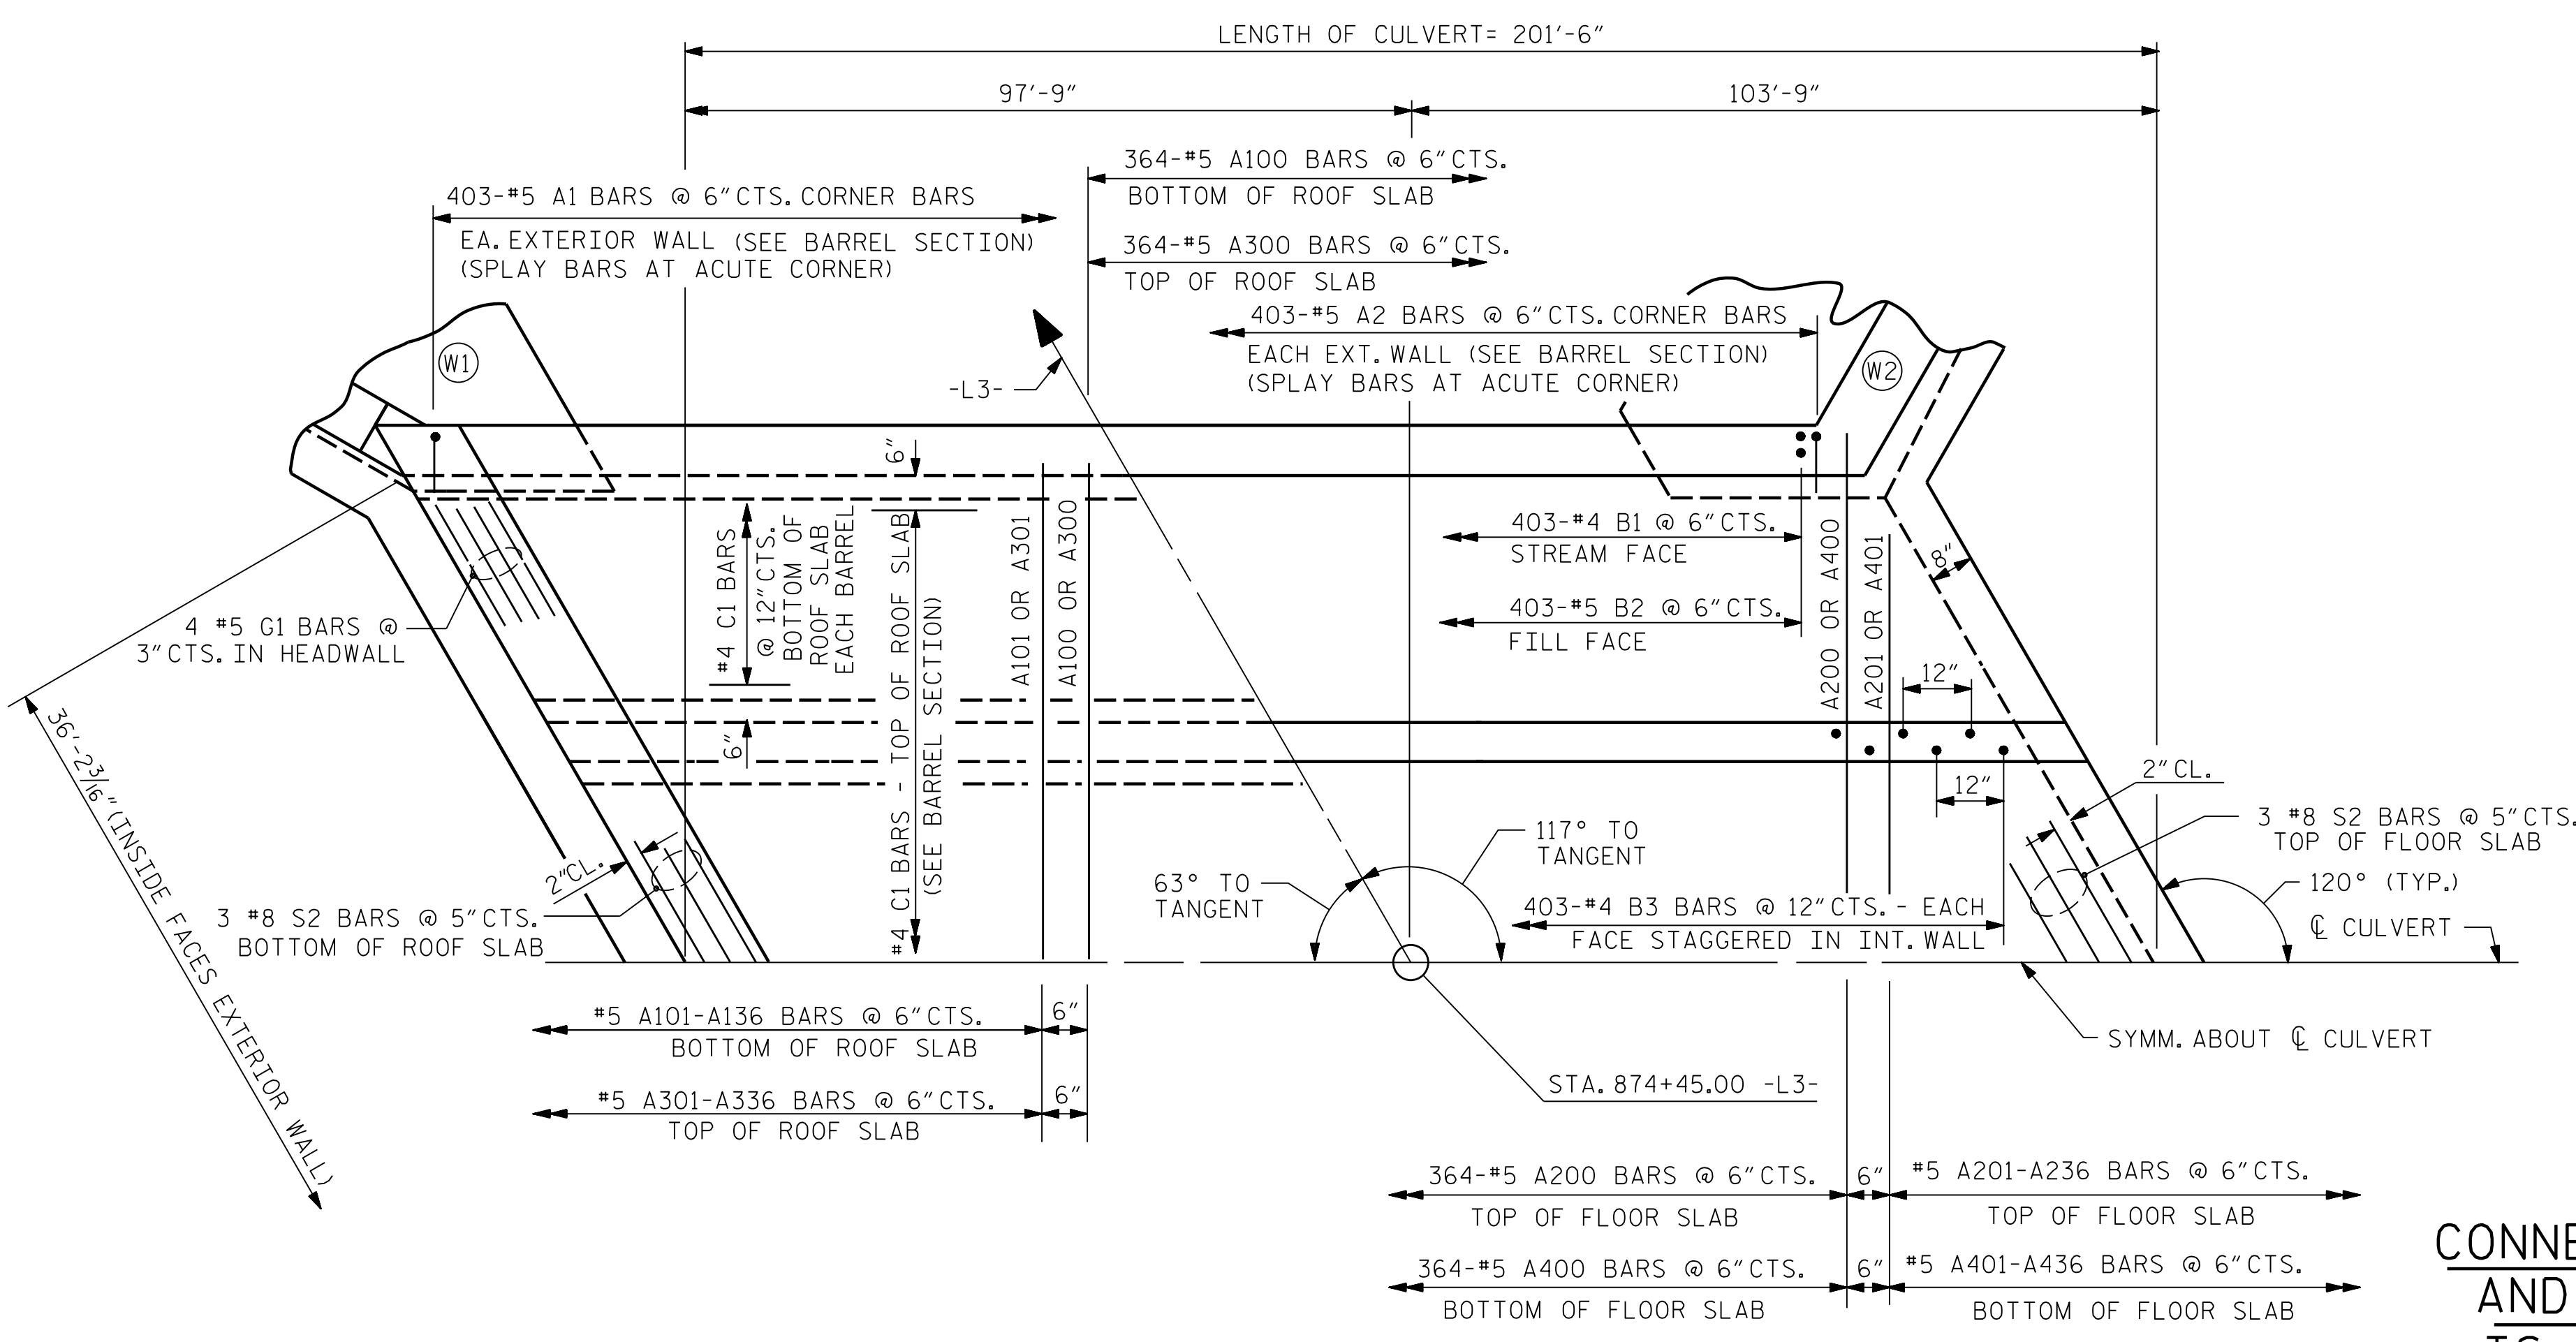 LENGTH OF CULVERT= 201'-6"
97'-9"
103'-9"
364-#5 A100 BARS @ 6"CTS.
BOTTOM OF ROOF SLAB
403-#5 A1 BARS @ 6"CTS. CORNER BARS
EA. EXTERIOR WALL (SEE BARREL SECTION)
(SPLAY BARS AT ACUTE CORNER)
364-#5 A300 BARS @ 6"CTS.
TOP OF ROOF SLAB
403-#5 A2 BARS @ 6"CTS. CORNER BARS
EACH EXT. WALL (SEE BARREL SECTION)
(SPLAY BARS AT ACUTE CORNER)
W1
W2
-L3-
6"
#4 C1 BARS
@ 12"CTS.
BOTTOM OF
ROOF SLAB
EACH BARREL
#4 C1 BARS - TOP OF ROOF SLAB
(SEE BARREL SECTION)
A101 OR A301
A100 OR A300
403-#4 B1 @ 6"CTS.
STREAM FACE
403-#5 B2 @ 6"CTS.
FILL FACE
A200 OR A400
A201 OR A401
8"
12"
4 #5 G1 BARS @
3"CTS. IN HEADWALL
36'-2 3/16" (INSIDE FACES EXTERIOR WALL)
6"
12"
2"CL.
3 #8 S2 BARS @ 5"CTS.
TOP OF FLOOR SLAB
117° TO
TANGENT
63° TO
TANGENT
2"CL.
120° (TYP.)
℄ CULVERT
3 #8 S2 BARS @ 5"CTS.
BOTTOM OF ROOF SLAB
403-#4 B3 BARS @ 12"CTS. - EACH
FACE STAGGERED IN INT. WALL
#5 A101-A136 BARS @ 6"CTS.
6"
BOTTOM OF ROOF SLAB
SYMM. ABOUT ℄ CULVERT
#5 A301-A336 BARS @ 6"CTS.
6"
TOP OF ROOF SLAB
STA. 874+45.00 -L3-
364-#5 A200 BARS @ 6"CTS.
6"
#5 A201-A236 BARS @ 6"CTS.
TOP OF FLOOR SLAB
TOP OF FLOOR SLAB
364-#5 A400 BARS @ 6"CTS.
6"
#5 A401-A436 BARS @ 6"CTS.
BOTTOM OF FLOOR SLAB
BOTTOM OF FLOOR SLAB
AND